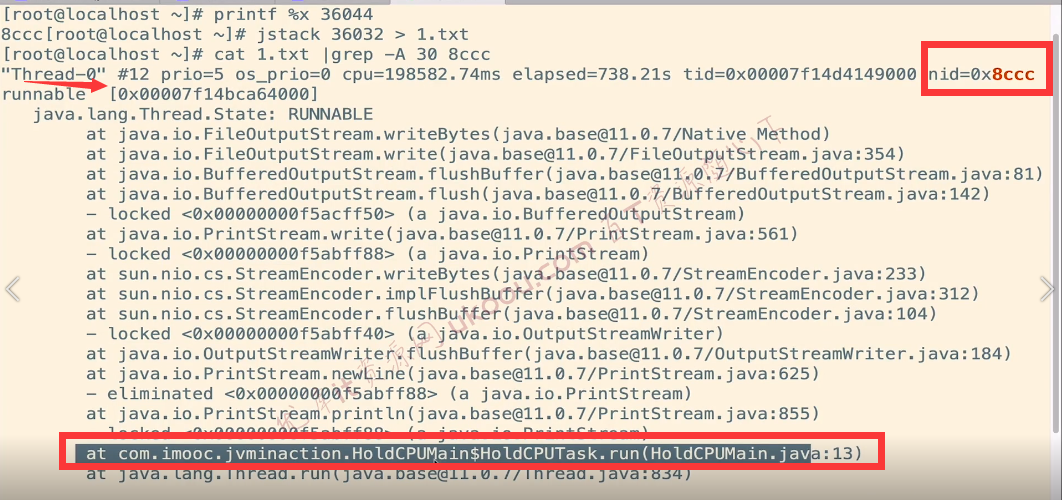 [root@localhost ~]# printf %x 36044
8ccc[root@localhost ~]# jstack 36032 > 1.txt
[root@localhost ~]# cat 1.txt |grep -A 30 8ccc
"Thread-0" #12 prio=5 os_prio=0 cpu=198582.74ms elapsed=738.21s tid=0x00007f14d4149000 nid=0x8ccc
runnable  [0x00007f14bca64000]
   java.lang.Thread.State: RUNNABLE
        at java.io.FileOutputStream.writeBytes(java.base@11.0.7/Native Method)
        at java.io.FileOutputStream.write(java.base@11.0.7/FileOutputStream.java:354)
        at java.io.BufferedOutputStream.flushBuffer(java.base@11.0.7/BufferedOutputStream.java:81)
        at java.io.BufferedOutputStream.flush(java.base@11.0.7/BufferedOutputStream.java:142)
        - locked <0x00000000f5acff50> (a java.io.BufferedOutputStream)
        at java.io.PrintStream.write(java.base@11.0.7/PrintStream.java:561)
        - locked <0x00000000f5abff88> (a java.io.PrintStream)
        at sun.nio.cs.StreamEncoder.writeBytes(java.base@11.0.7/StreamEncoder.java:233)
        at sun.nio.cs.StreamEncoder.implFlushBuffer(java.base@11.0.7/StreamEncoder.java:312)
        at sun.nio.cs.StreamEncoder.flushBuffer(java.base@11.0.7/StreamEncoder.java:104)
        - locked <0x00000000f5abff40> (a java.io.OutputStreamWriter)
        at java.io.OutputStreamWriter.flushBuffer(java.base@11.0.7/OutputStreamWriter.java:184)
        at java.io.PrintStream.newLine(java.base@11.0.7/PrintStream.java:625)
        - eliminated <0x00000000f5abff88> (a java.io.PrintStream)
        at java.io.PrintStream.println(java.base@11.0.7/PrintStream.java:855)
        - locked <0x00000000f5abff88> (a java.io.PrintStream)
        at com.imooc.jvminaction.HoldCPUMain$HoldCPUTask.run(HoldCPUMain.java:13)
        at java.lang.Thread.run(java.base@11.0.7/Thread.java:834)
ukoou.com